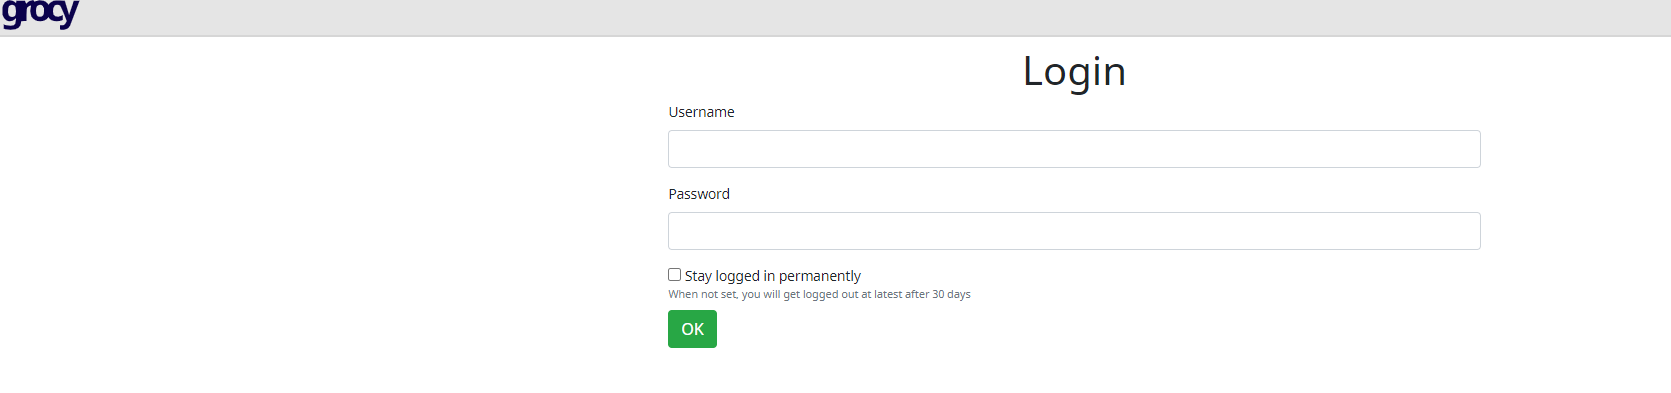 grocy
Login
Username
Password
Stay logged in permanently
When not set, you will get logged out at latest after 30 days
OK